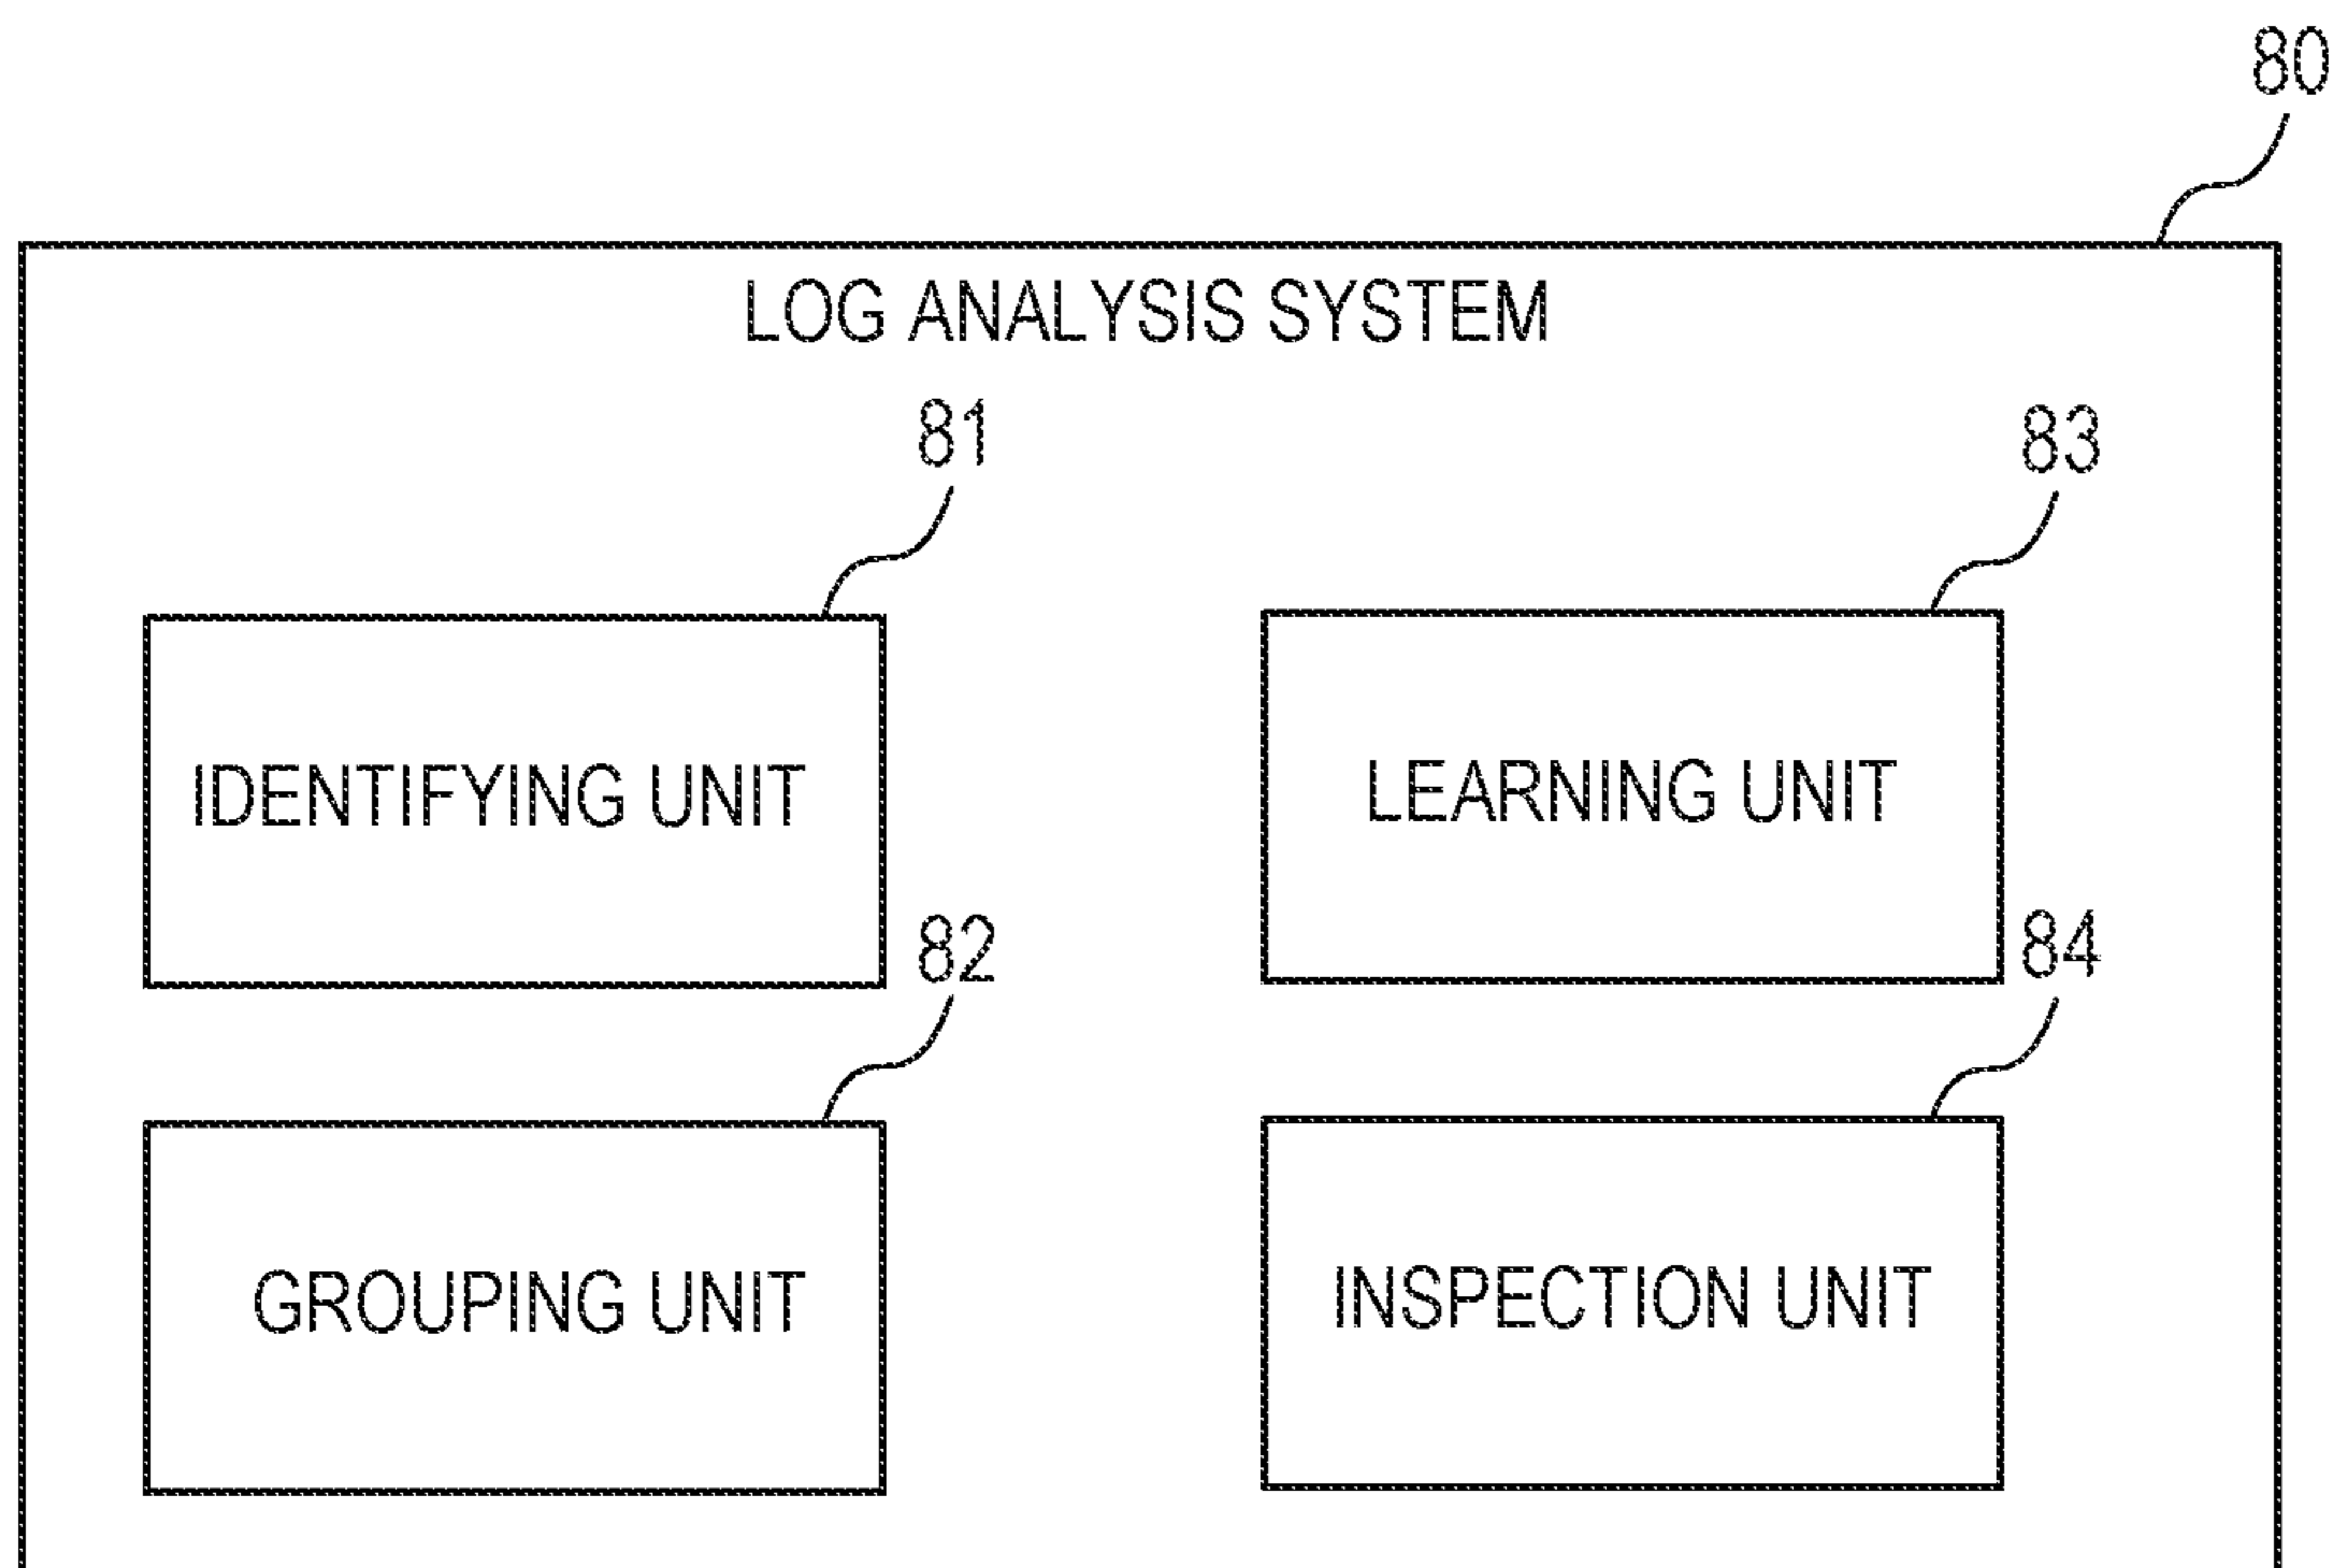 80
LOG ANALYSIS SYSTEM
81
83
IDENTIFYING UNIT
LEARNING UNIT
82
84
GROUPING UNIT
INSPECTION UNIT